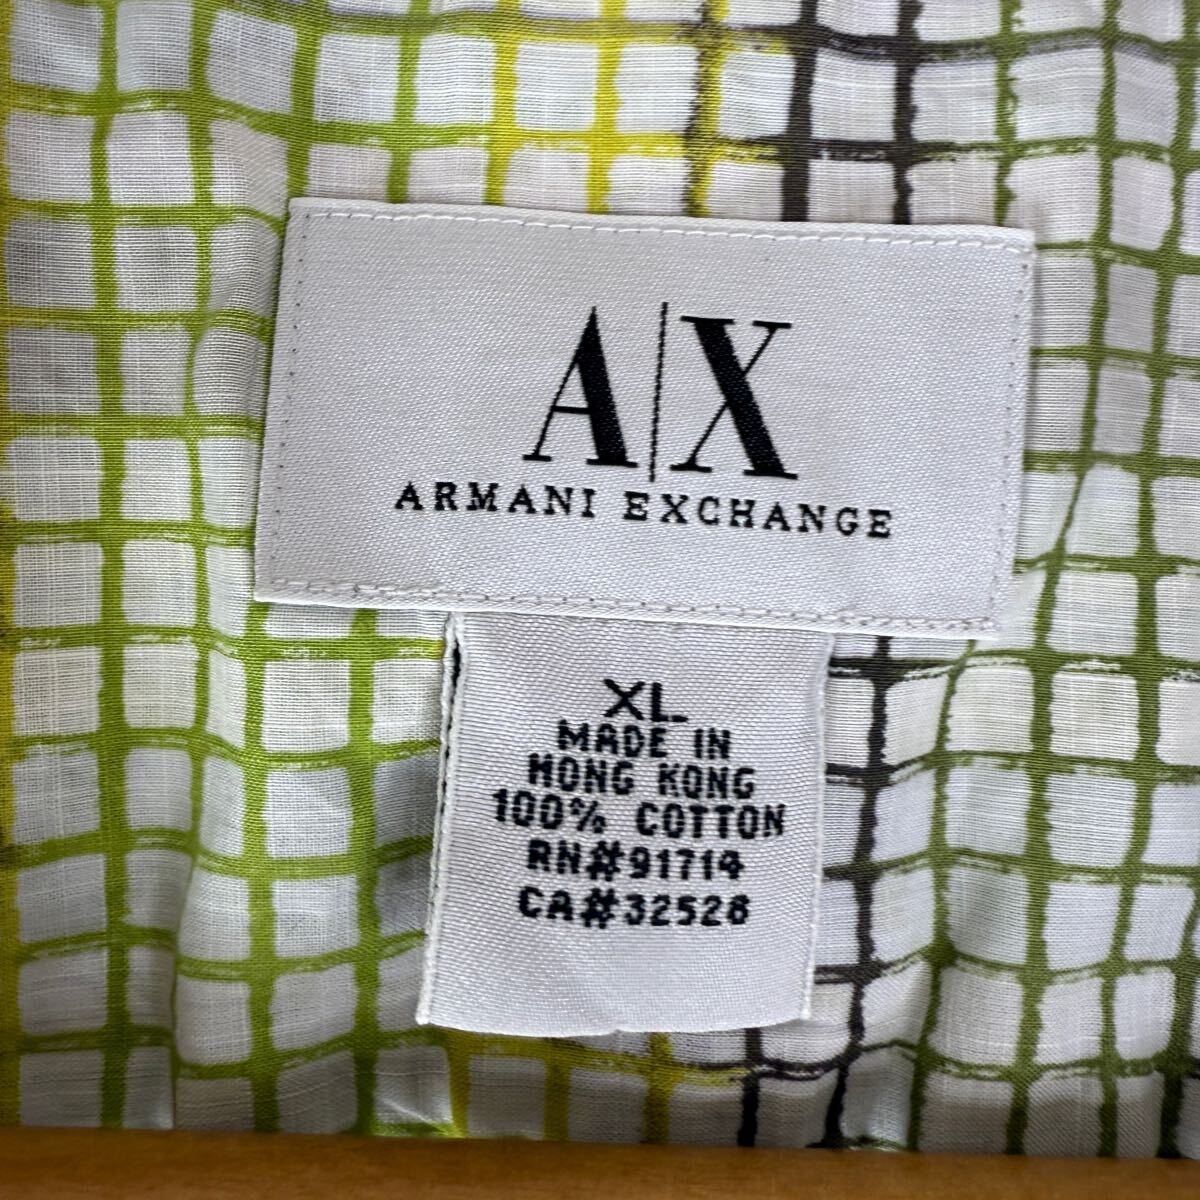 A|X
ARMANI EXCHANGE
XL
MADE IN
HONG KONG
100% COTTON
RN#91714
CA#32526